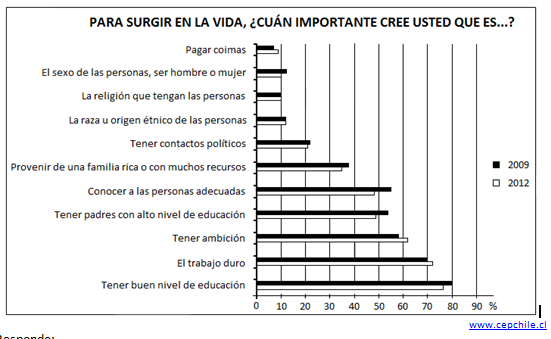 PARA SURGIR EN LA VIDA, ¿CUÁN IMPORTANTE CREE USTED QUE ES...?
Pagar coimas
El sexo de las personas, ser hombre o mujer
La religión que tengan las personas
La raza u origen étnico de las personas
Tener contactos políticos
Provenir de una familia rica o con muchos recursos
Conocer a las personas adecuadas
Tener padres con alto nivel de educación
Tener ambición
El trabajo duro
Tener buen nivel de educación
2009
2012
0 10 20 30 40 50 60 70 80 90 %
www.cepchile.cl